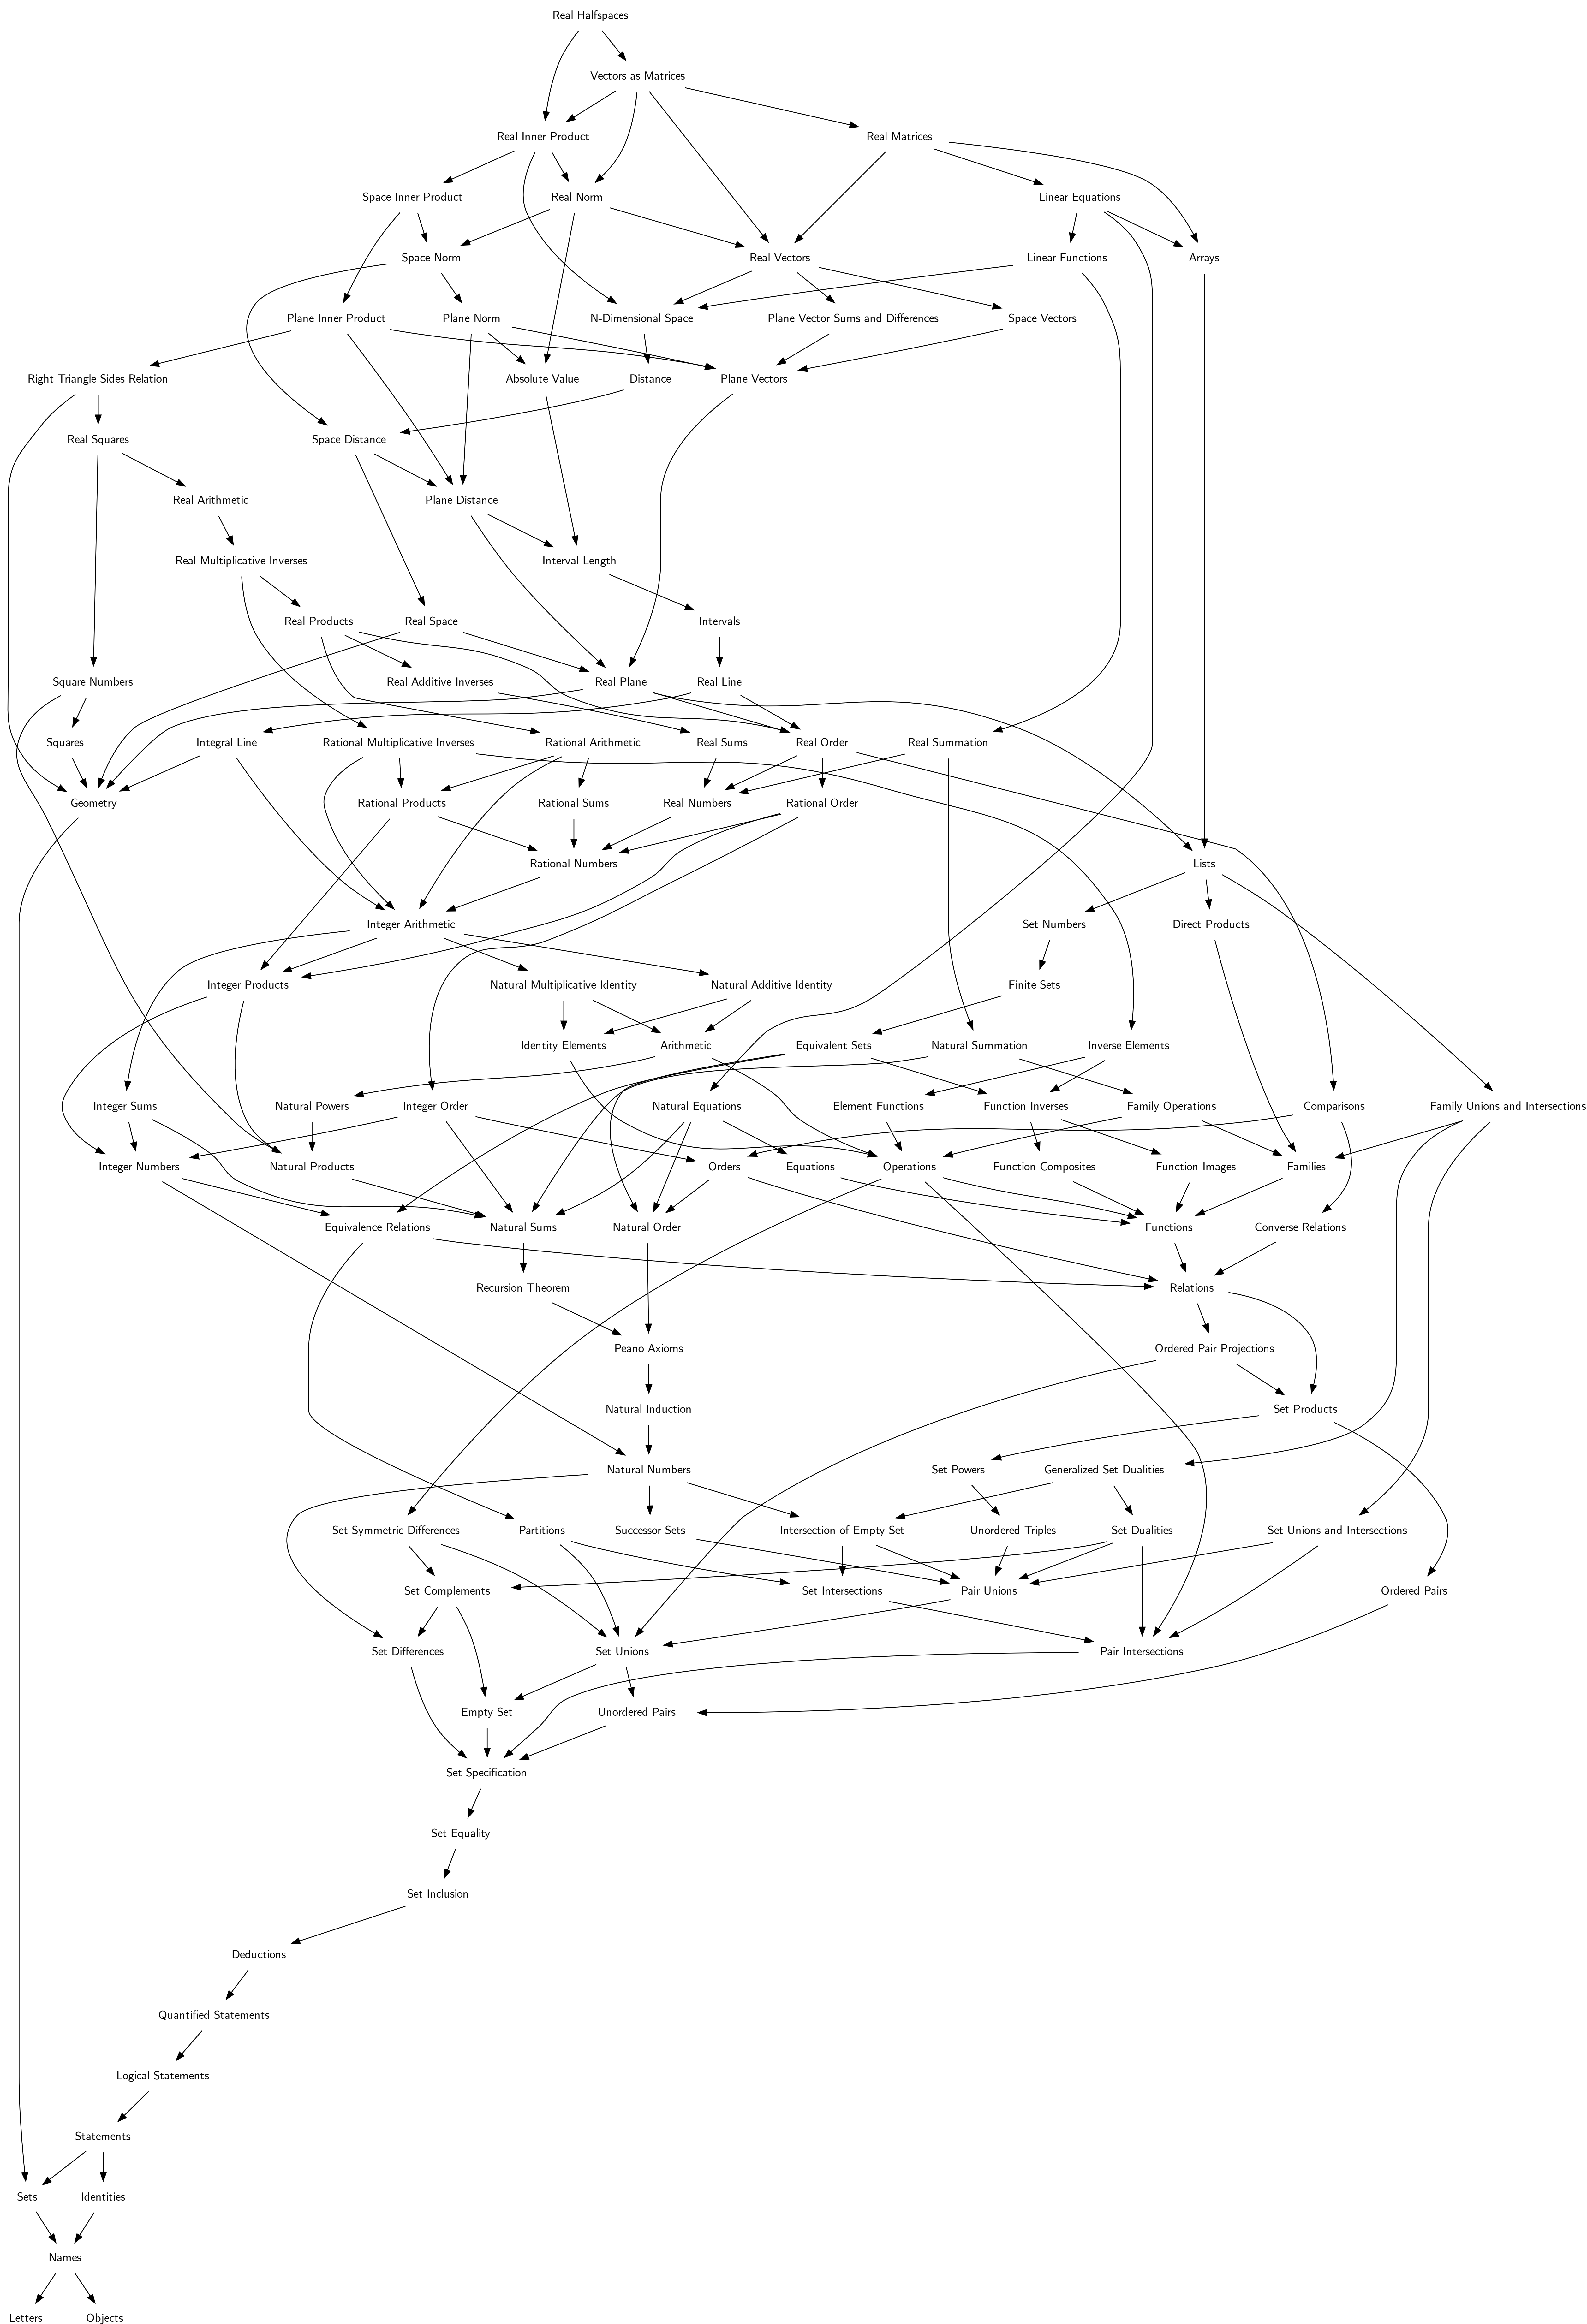 Real Halfspaces
Vectors as Matrices
Real Inner Product
Real Matrices
Space Inner Product
Real Norm
Linear Equations
Space Norm
Real Vectors
Linear Functions
Arrays
Plane Inner Product
Plane Norm
N-Dimensional Space
Plane Vector Sums and Differences
Space Vectors
Right Triangle Sides Relation
Absolute Value
Distance
Plane Vectors
Real Squares
Space Distance
Real Arithmetic
Plane Distance
Real Multiplicative Inverses
Interval Length
Real Products
Real Space
Intervals
Square Numbers
Real Additive Inverses
Real Plane
Real Line
Squares
Integral Line
Rational Multiplicative Inverses
Rational Arithmetic
Real Sums
Real Order
Real Summation
Geometry
Rational Products
Rational Sums
Real Numbers
Rational Order
Rational Numbers
Lists
Integer Arithmetic
Set Numbers
Direct Products
Integer Products
Natural Multiplicative Identity
Natural Additive Identity
Finite Sets
Identity Elements
Arithmetic
Equivalent Sets
Natural Summation
Inverse Elements
Integer Sums
Natural Powers
Integer Order
Natural Equations
Element Functions
Function Inverses
Family Operations
Comparisons
Family Unions and Intersections
Integer Numbers
Natural Products
Orders
Equations
Operations
Function Composites
Function Images
Families
Equivalence Relations
Natural Sums
Natural Order
Functions
Converse Relations
Recursion Theorem
Relations
Peano Axioms
Ordered Pair Projections
Natural Induction
Set Products
Natural Numbers
Set Powers
Generalized Set Dualities
Set Symmetric Differences
Partitions
Successor Sets
Intersection of Empty Set
Unordered Triples
Set Dualities
Set Unions and Intersections
Set Complements
Set Intersections
Pair Unions
Ordered Pairs
Set Differences
Set Unions
Pair Intersections
Empty Set
Unordered Pairs
Set Specification
Set Equality
Set Inclusion
Deductions
Quantified Statements
Logical Statements
Statements
Sets
Identities
Names
Letters
Objects